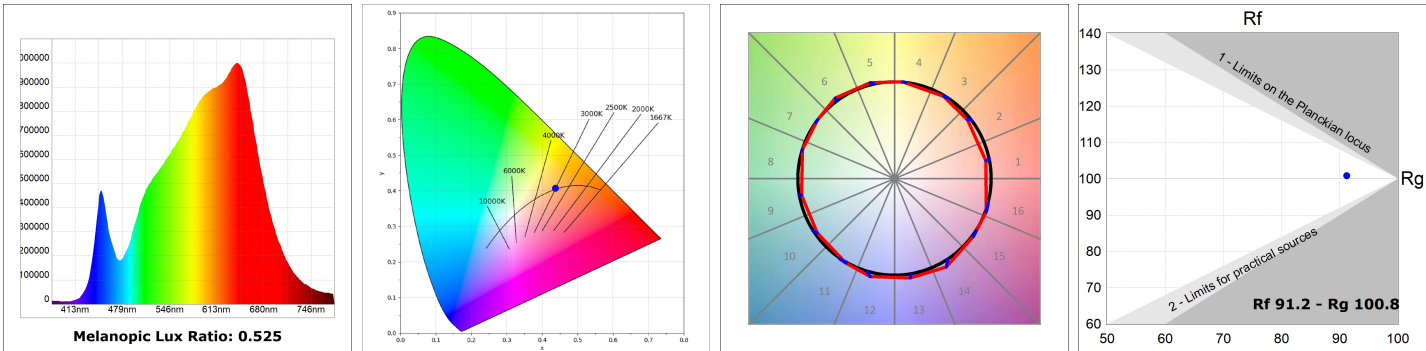 000000
900000
800000
700000
600000
500000
400000
300000
200000
100000
0
413nm 479nm 546nm 613nm 680nm 746nm
Melanopic Lux Ratio: 0.525
0.9
0.8
0.7
0.6
0.5
0.4
0.3
0.2
0.1
0.0
y
0.0 0.1 0.2 0.3 0.4 0.5 0.6 0.7 0.8
x
10000K
6000K
4000K
3000K
2500K
2000K
1667K
1
2
3
4
5
6
7
8
9
10
11
12
13
14
15
16
Rf
140
130
120
110
100
90
80
70
60
50 60 70 80 90 100
Rg
1 - Limits on the Planckian locus
2 - Limits for practical sources
Rf 91.2 - Rg 100.8